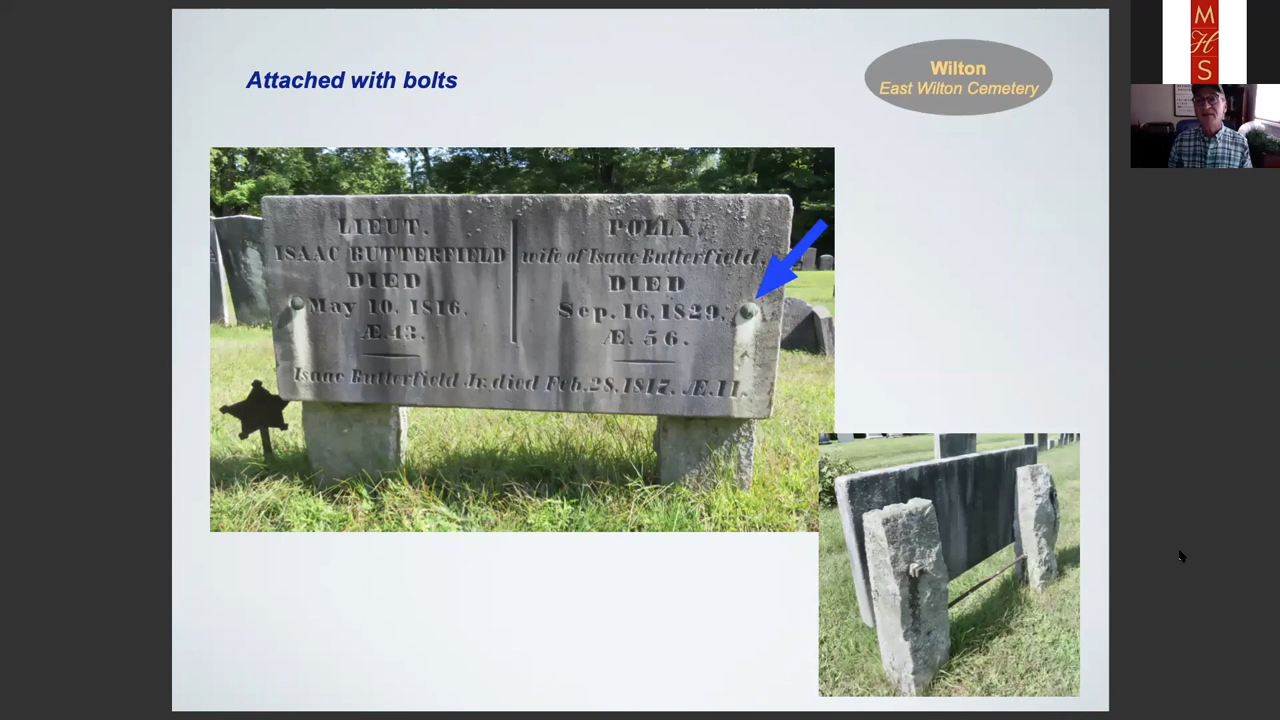 Attached with bolts
Wilton
East Wilton Cemetery
LIEUT.
ISAAC BUTTERFIELD
DIED
May 10, 1816.
Æ.43.
POLLY,
wife of Isaac Butterfield,
DIED
Sep. 16, 1829.
Æ. 56.
Isaac Butterfield Jr. died Feb. 28, 1817. Æ.11.
M
H
S